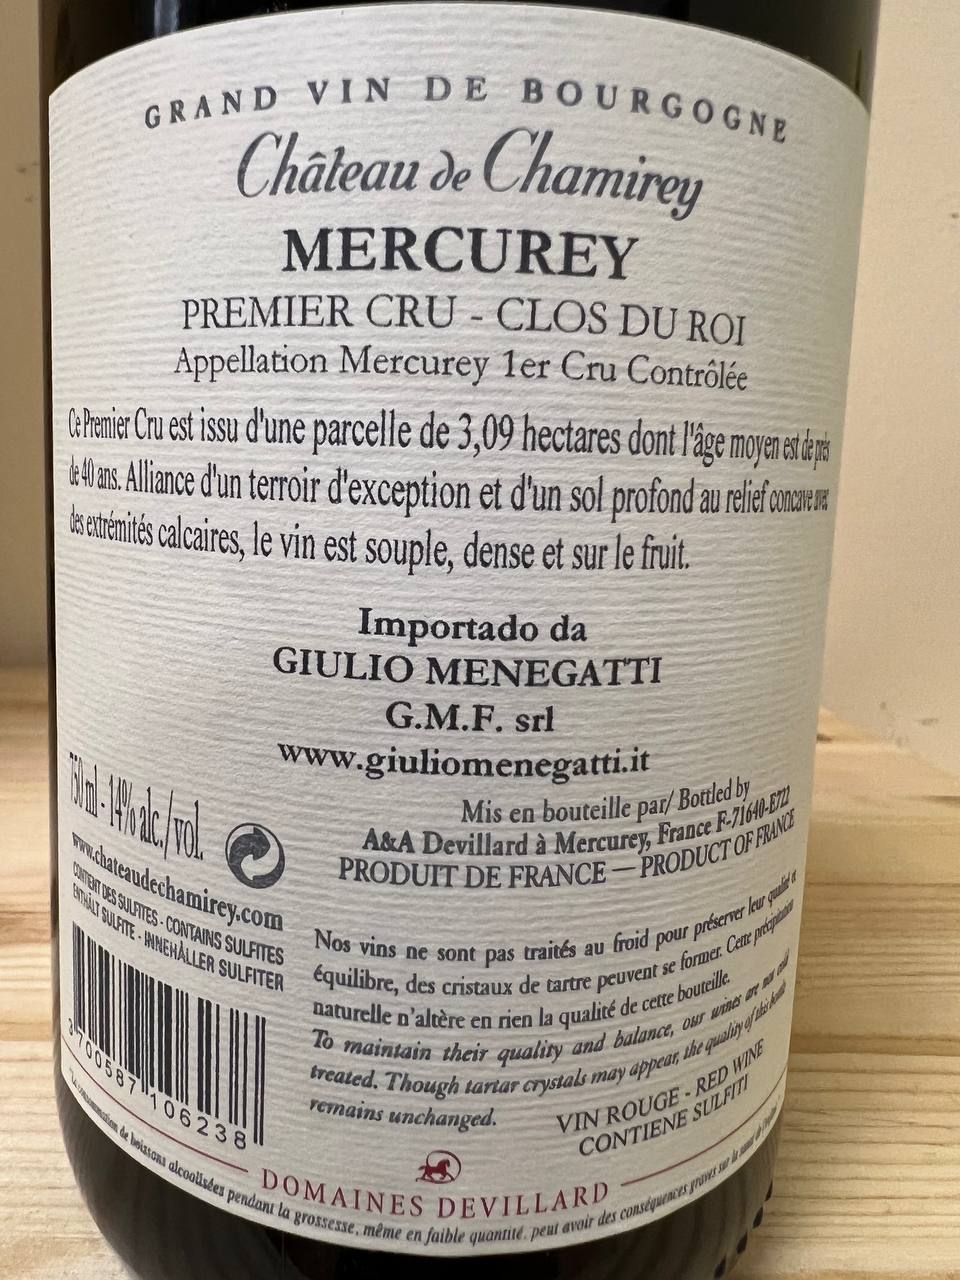 GRAND VIN DE BOURGOGNE
Château de Chamirey
MERCUREY
PREMIER CRU - CLOS DU ROI
Appellation Mercurey 1er Cru Contrôlée
Ce Premier Cru est issu d'une parcelle de 3,09 hectares dont l'âge moyen est de près
de 40 ans. Alliance d'un terroir d'exception et d'un sol profond au relief concave avec
des extrémités calcaires, le vin est souple, dense et sur le fruit.
Importado da
GIULIO MENEGATTI
G.M.F. srl
www.giuliomenegatti.it
750 ml - 14% alc./vol.
www.chateaudechamirey.com
CONTIENT DES SULFITES - CONTAINS SULFITES
ENTHÄLT SULFITE - INNEHÅLLER SULFITER
3700587106238
Mis en bouteille par/ Bottled by
A&A Devillard à Mercurey, France F-71640-E722
PRODUIT DE FRANCE — PRODUCT OF FRANCE
Nos vins ne sont pas traités au froid pour préserver leur qualité et
équilibre, des cristaux de tartre peuvent se former. Cette précipitation
naturelle n'altère en rien la qualité de cette bouteille.
To maintain their quality and balance, our wines are not cold
treated. Though tartar crystals may appear, the quality of this bottle
remains unchanged.
VIN ROUGE - RED WINE
CONTIENE SULFITI
DOMAINES DEVILLARD
"La consommation de boissons alcoolisées pendant la grossesse, même en faible quantité, peut avoir des conséquences graves sur la santé de l'enfant"